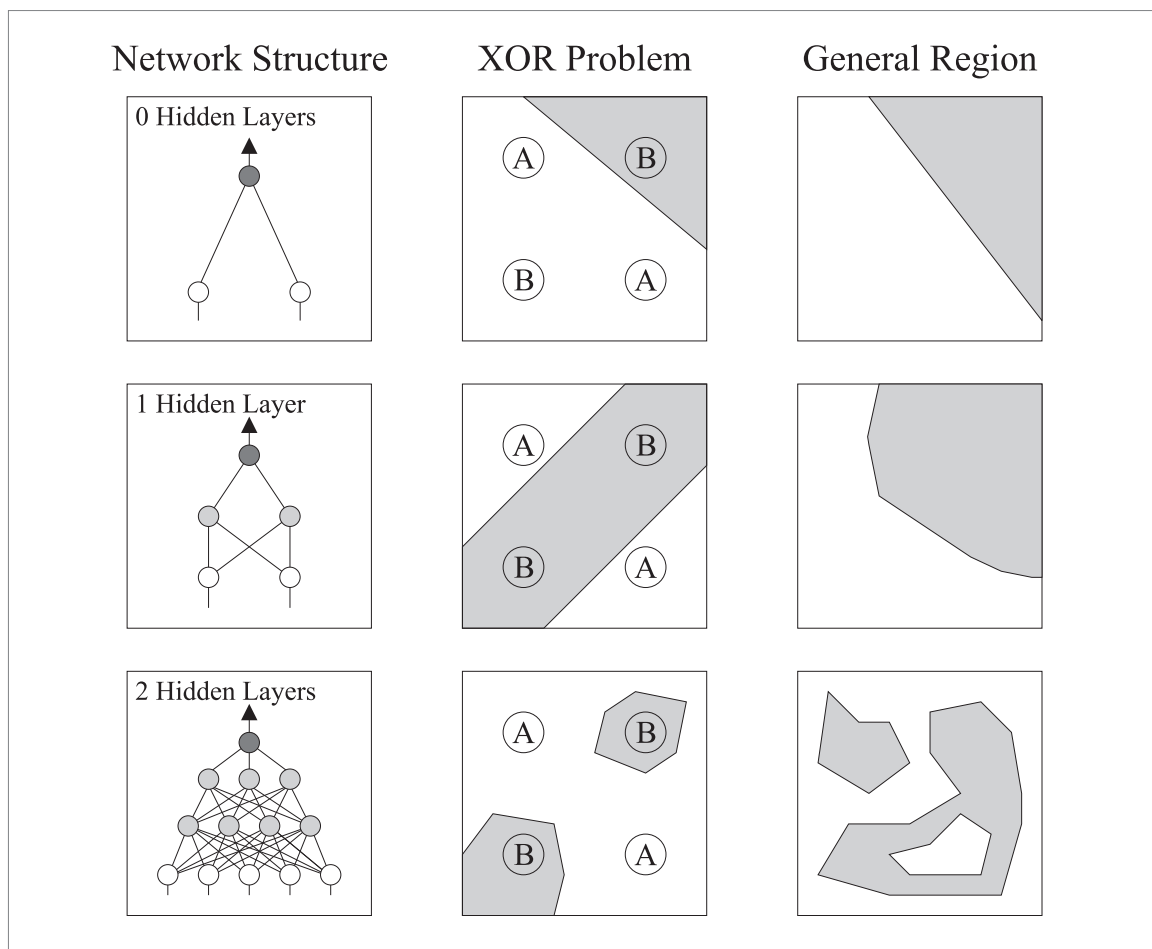 Network Structure
XOR Problem
General Region
0 Hidden Layers
A
B
B
A
1 Hidden Layer
A
B
B
A
2 Hidden Layers
A
B
B
A